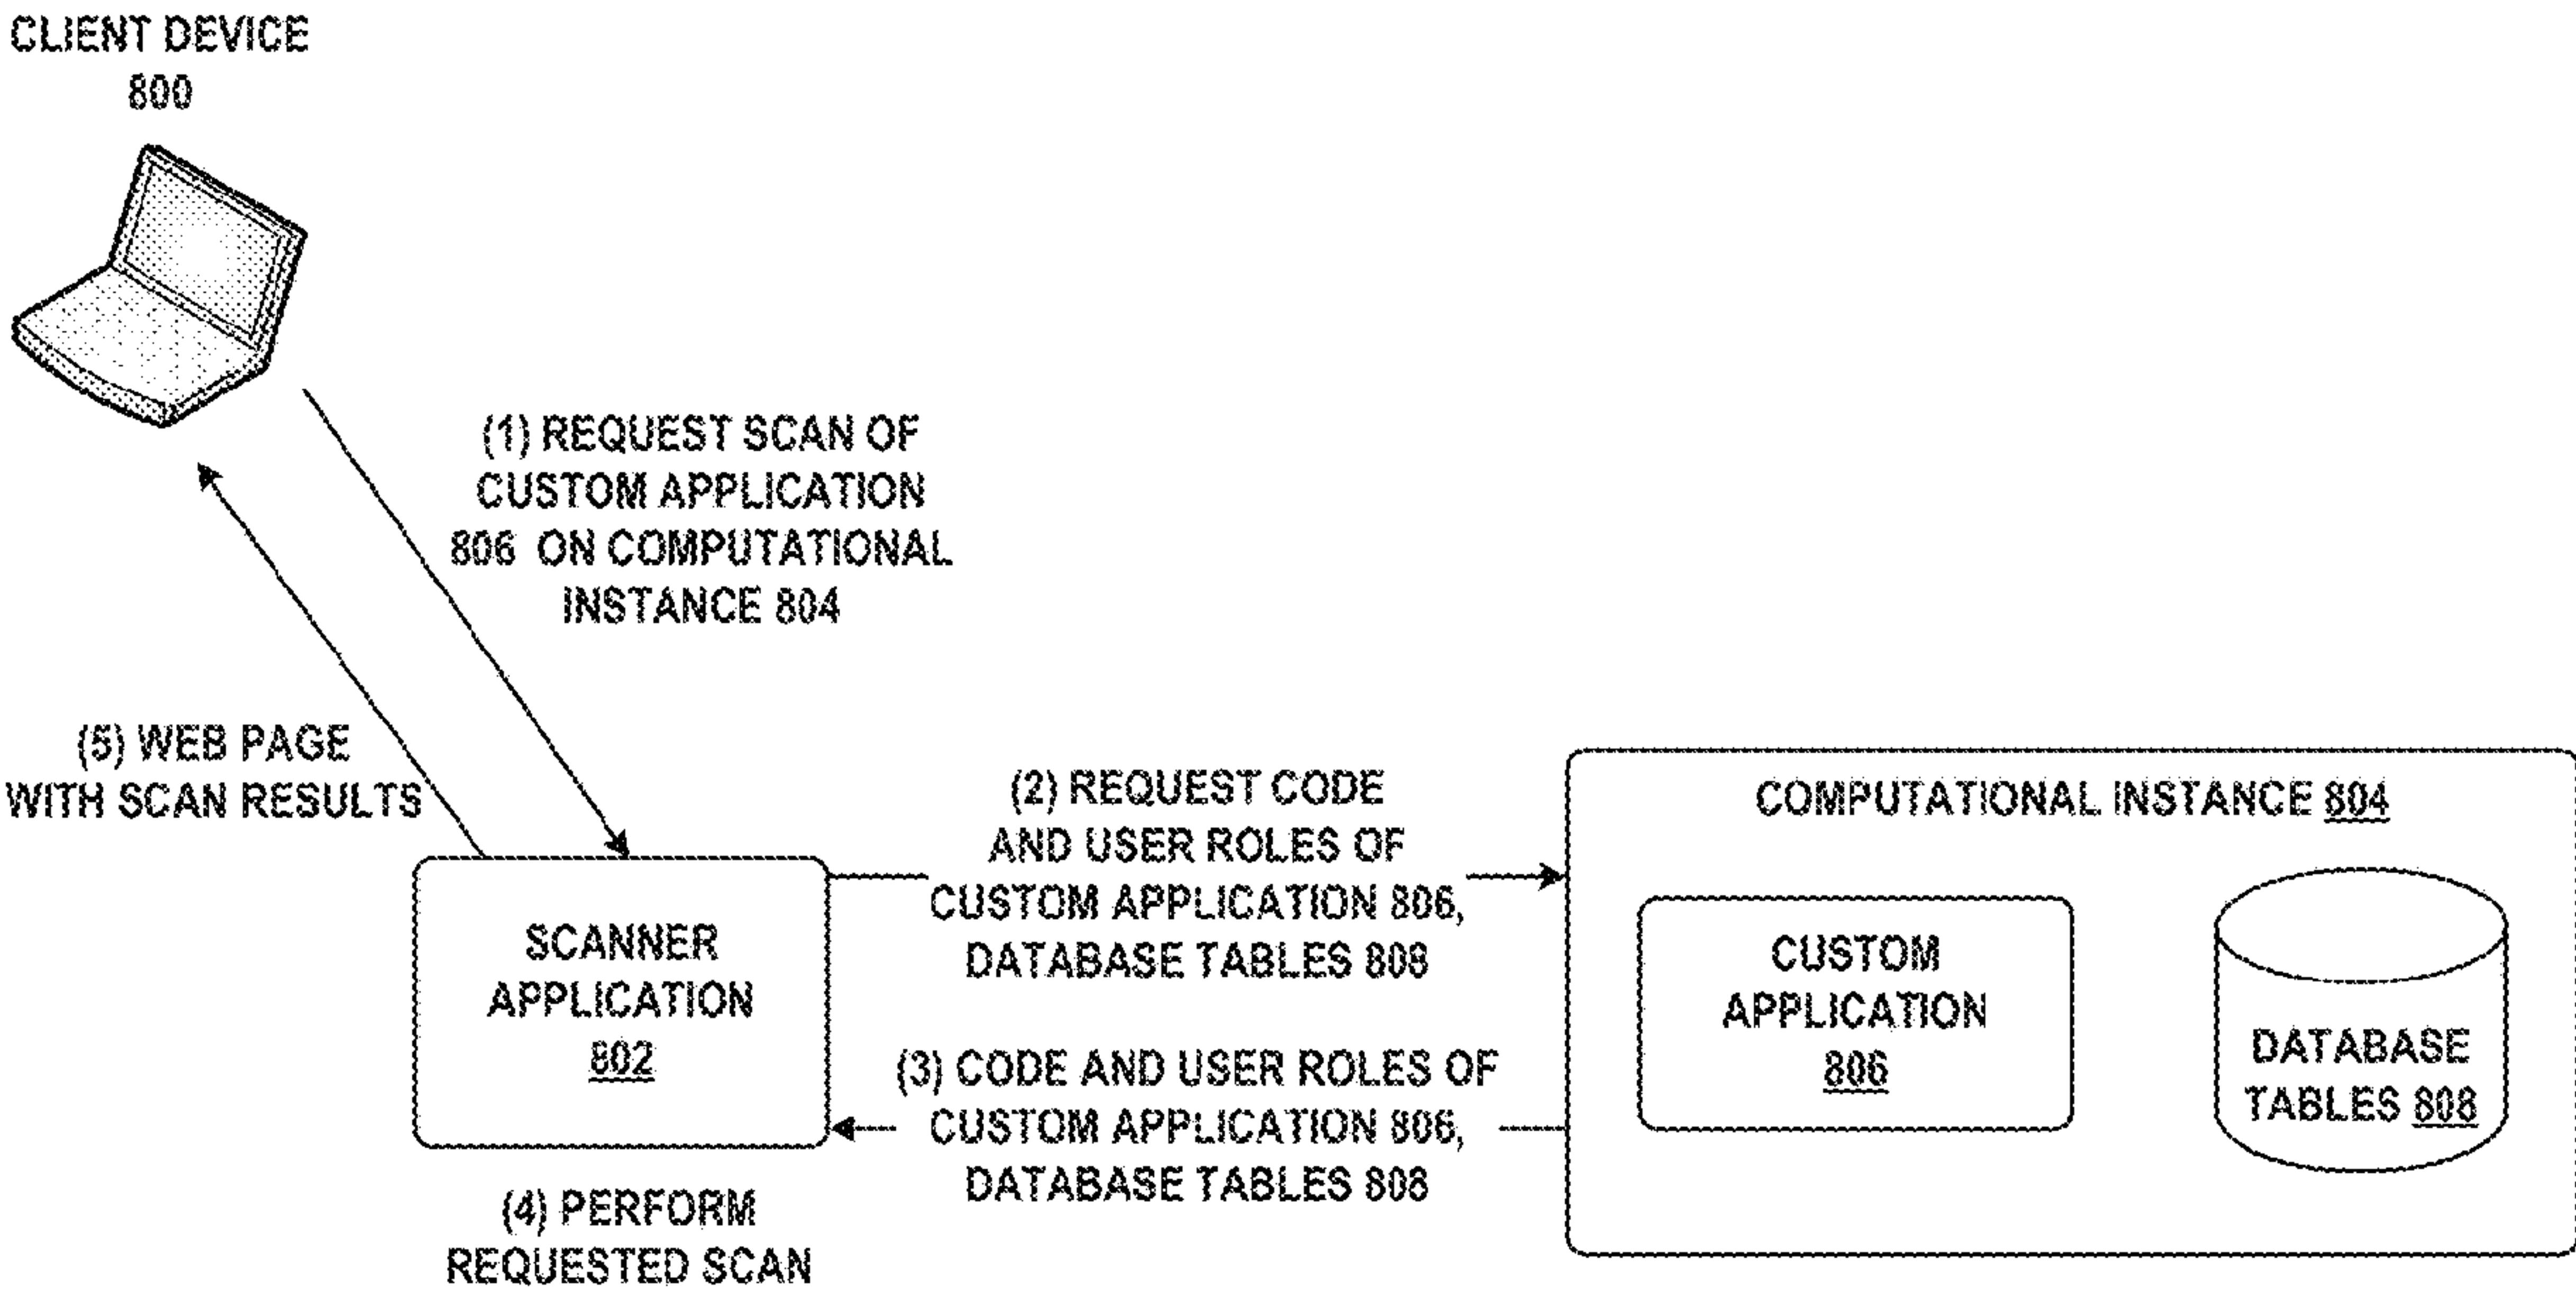 CLIENT DEVICE
800
(1) REQUEST SCAN OF
CUSTOM APPLICATION
806 ON COMPUTATIONAL
INSTANCE 804
(5) WEB PAGE
WITH SCAN RESULTS
SCANNER
APPLICATION
802
(2) REQUEST CODE
AND USER ROLES OF
CUSTOM APPLICATION 806,
DATABASE TABLES 808
(3) CODE AND USER ROLES OF
CUSTOM APPLICATION 806,
DATABASE TABLES 808
(4) PERFORM
REQUESTED SCAN
COMPUTATIONAL INSTANCE 804
CUSTOM
APPLICATION
806
DATABASE
TABLES 808